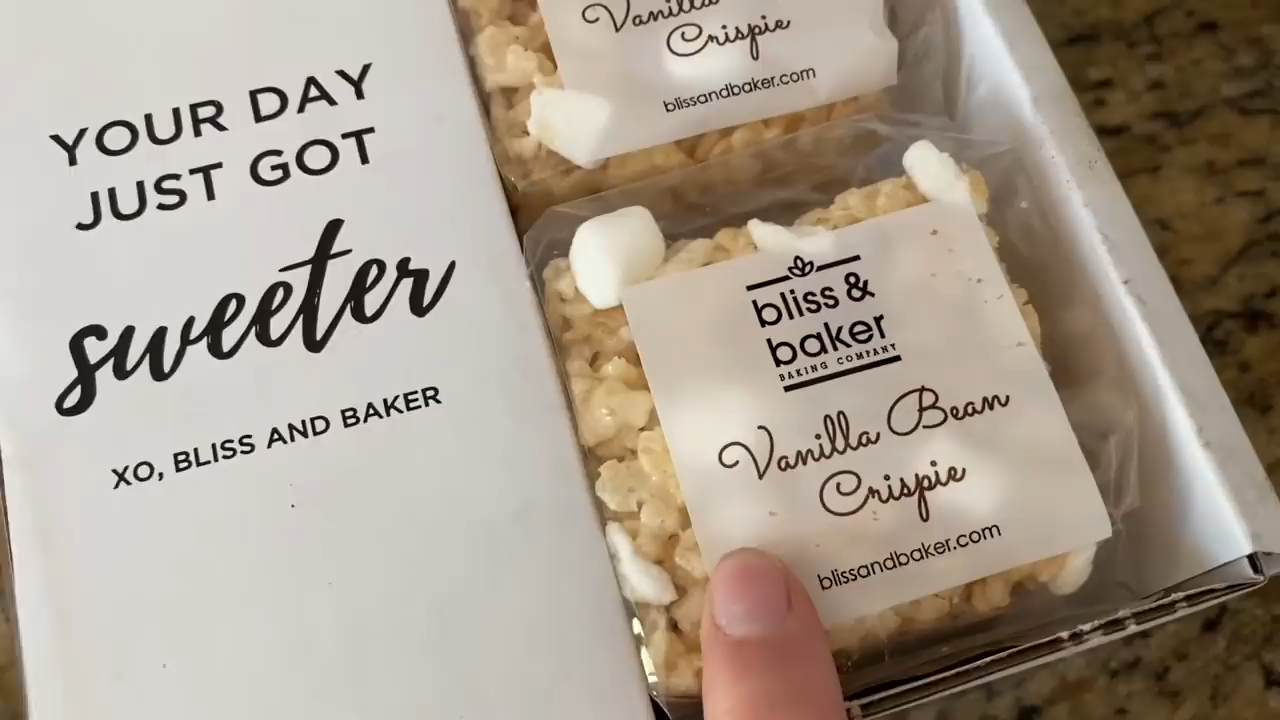 YOUR DAY
JUST GOT
sweeter
XO, BLISS AND BAKER
Vanilla
Crispie
blissandbaker.com
bliss &
baker
BAKING COMPANY
Vanilla Bean
Crispie
blissandbaker.com